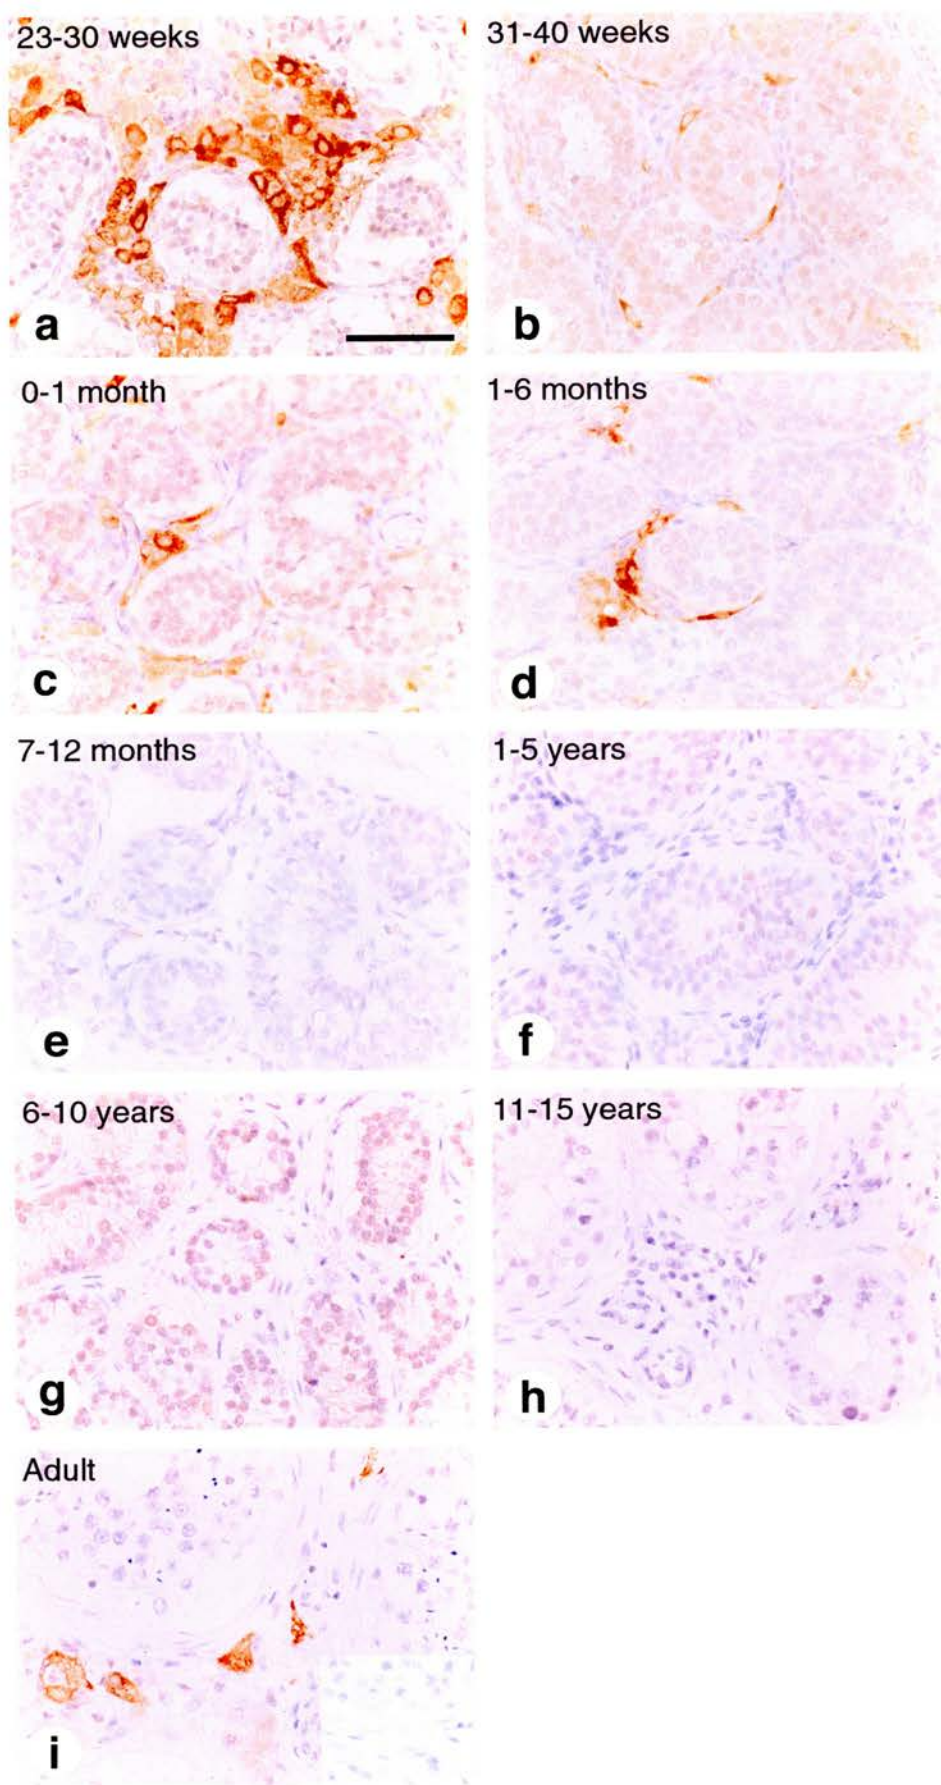 23-30 weeks
31-40 weeks
a
b
0-1 month
1-6 months
c
d
7-12 months
1-5 years
e
f
6-10 years
11-15 years
g
h
Adult
i